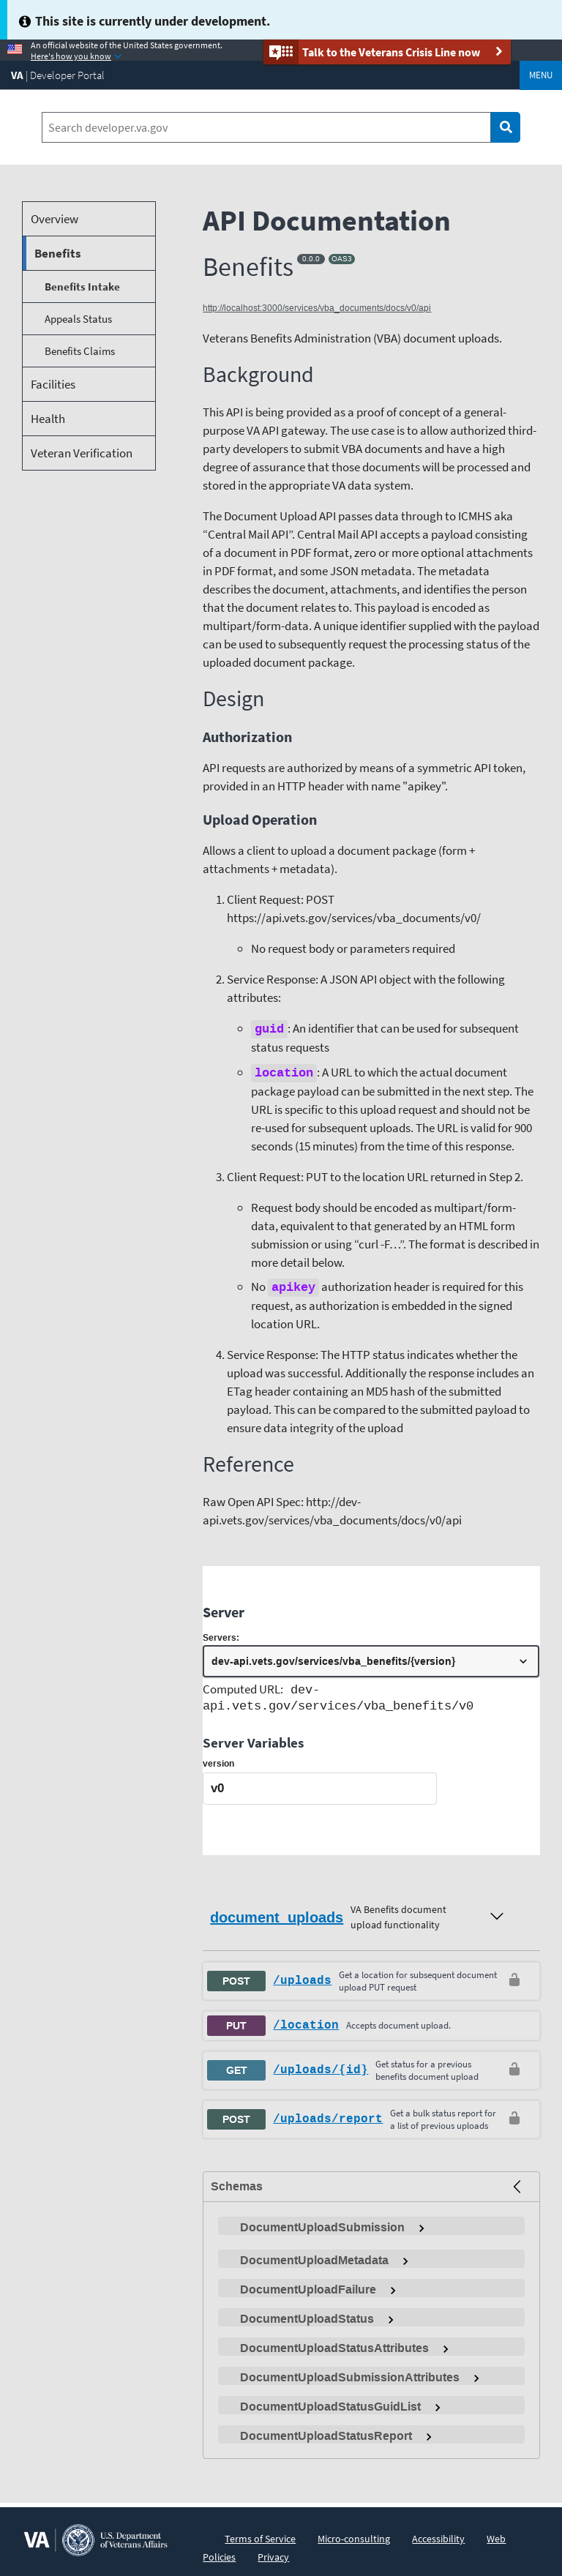 This site is currently under development.
An official website of the United States government.
Here's how you know
Talk to the Veterans Crisis Line now
VA | Developer Portal
MENU
Search developer.va.gov
Overview
Benefits
Benefits Intake
Appeals Status
Benefits Claims
Facilities
Health
Veteran Verification
API Documentation
Benefits 0.0.0 OAS3
http://localhost:3000/services/vba_documents/docs/v0/api
Veterans Benefits Administration (VBA) document uploads.
Background
This API is being provided as a proof of concept of a general-
purpose VA API gateway. The use case is to allow authorized third-
party developers to submit VBA documents and have a high
degree of assurance that those documents will be processed and
stored in the appropriate VA data system.
The Document Upload API passes data through to ICMHS aka
“Central Mail API”. Central Mail API accepts a payload consisting
of a document in PDF format, zero or more optional attachments
in PDF format, and some JSON metadata. The metadata
describes the document, attachments, and identifies the person
that the document relates to. This payload is encoded as
multipart/form-data. A unique identifier supplied with the payload
can be used to subsequently request the processing status of the
uploaded document package.
Design
Authorization
API requests are authorized by means of a symmetric API token,
provided in an HTTP header with name "apikey".
Upload Operation
Allows a client to upload a document package (form +
attachments + metadata).
1. Client Request: POST
https://api.vets.gov/services/vba_documents/v0/
No request body or parameters required
2. Service Response: A JSON API object with the following
attributes:
guid: An identifier that can be used for subsequent
status requests
location: A URL to which the actual document
package payload can be submitted in the next step. The
URL is specific to this upload request and should not be
re-used for subsequent uploads. The URL is valid for 900
seconds (15 minutes) from the time of this response.
3. Client Request: PUT to the location URL returned in Step 2.
Request body should be encoded as multipart/form-
data, equivalent to that generated by an HTML form
submission or using “curl -F…”. The format is described in
more detail below.
No apikey authorization header is required for this
request, as authorization is embedded in the signed
location URL.
4. Service Response: The HTTP status indicates whether the
upload was successful. Additionally the response includes an
ETag header containing an MD5 hash of the submitted
payload. This can be compared to the submitted payload to
ensure data integrity of the upload
Reference
Raw Open API Spec: http://dev-
api.vets.gov/services/vba_documents/docs/v0/api
Server
Servers:
dev-api.vets.gov/services/vba_benefits/{version}
Computed URL: dev-
api.vets.gov/services/vba_benefits/v0
Server Variables
version
v0
document_uploads
VA Benefits document
upload functionality
POST /uploads
Get a location for subsequent document
upload PUT request
PUT /location Accepts document upload.
GET /uploads/{id}
Get status for a previous
benefits document upload
POST /uploads/report
Get a bulk status report for
a list of previous uploads
Schemas
DocumentUploadSubmission
DocumentUploadMetadata
DocumentUploadFailure
DocumentUploadStatus
DocumentUploadStatusAttributes
DocumentUploadSubmissionAttributes
DocumentUploadStatusGuidList
DocumentUploadStatusReport
VA
U.S. Department
of Veterans Affairs
Terms of Service Micro-consulting Accessibility Web
Policies Privacy